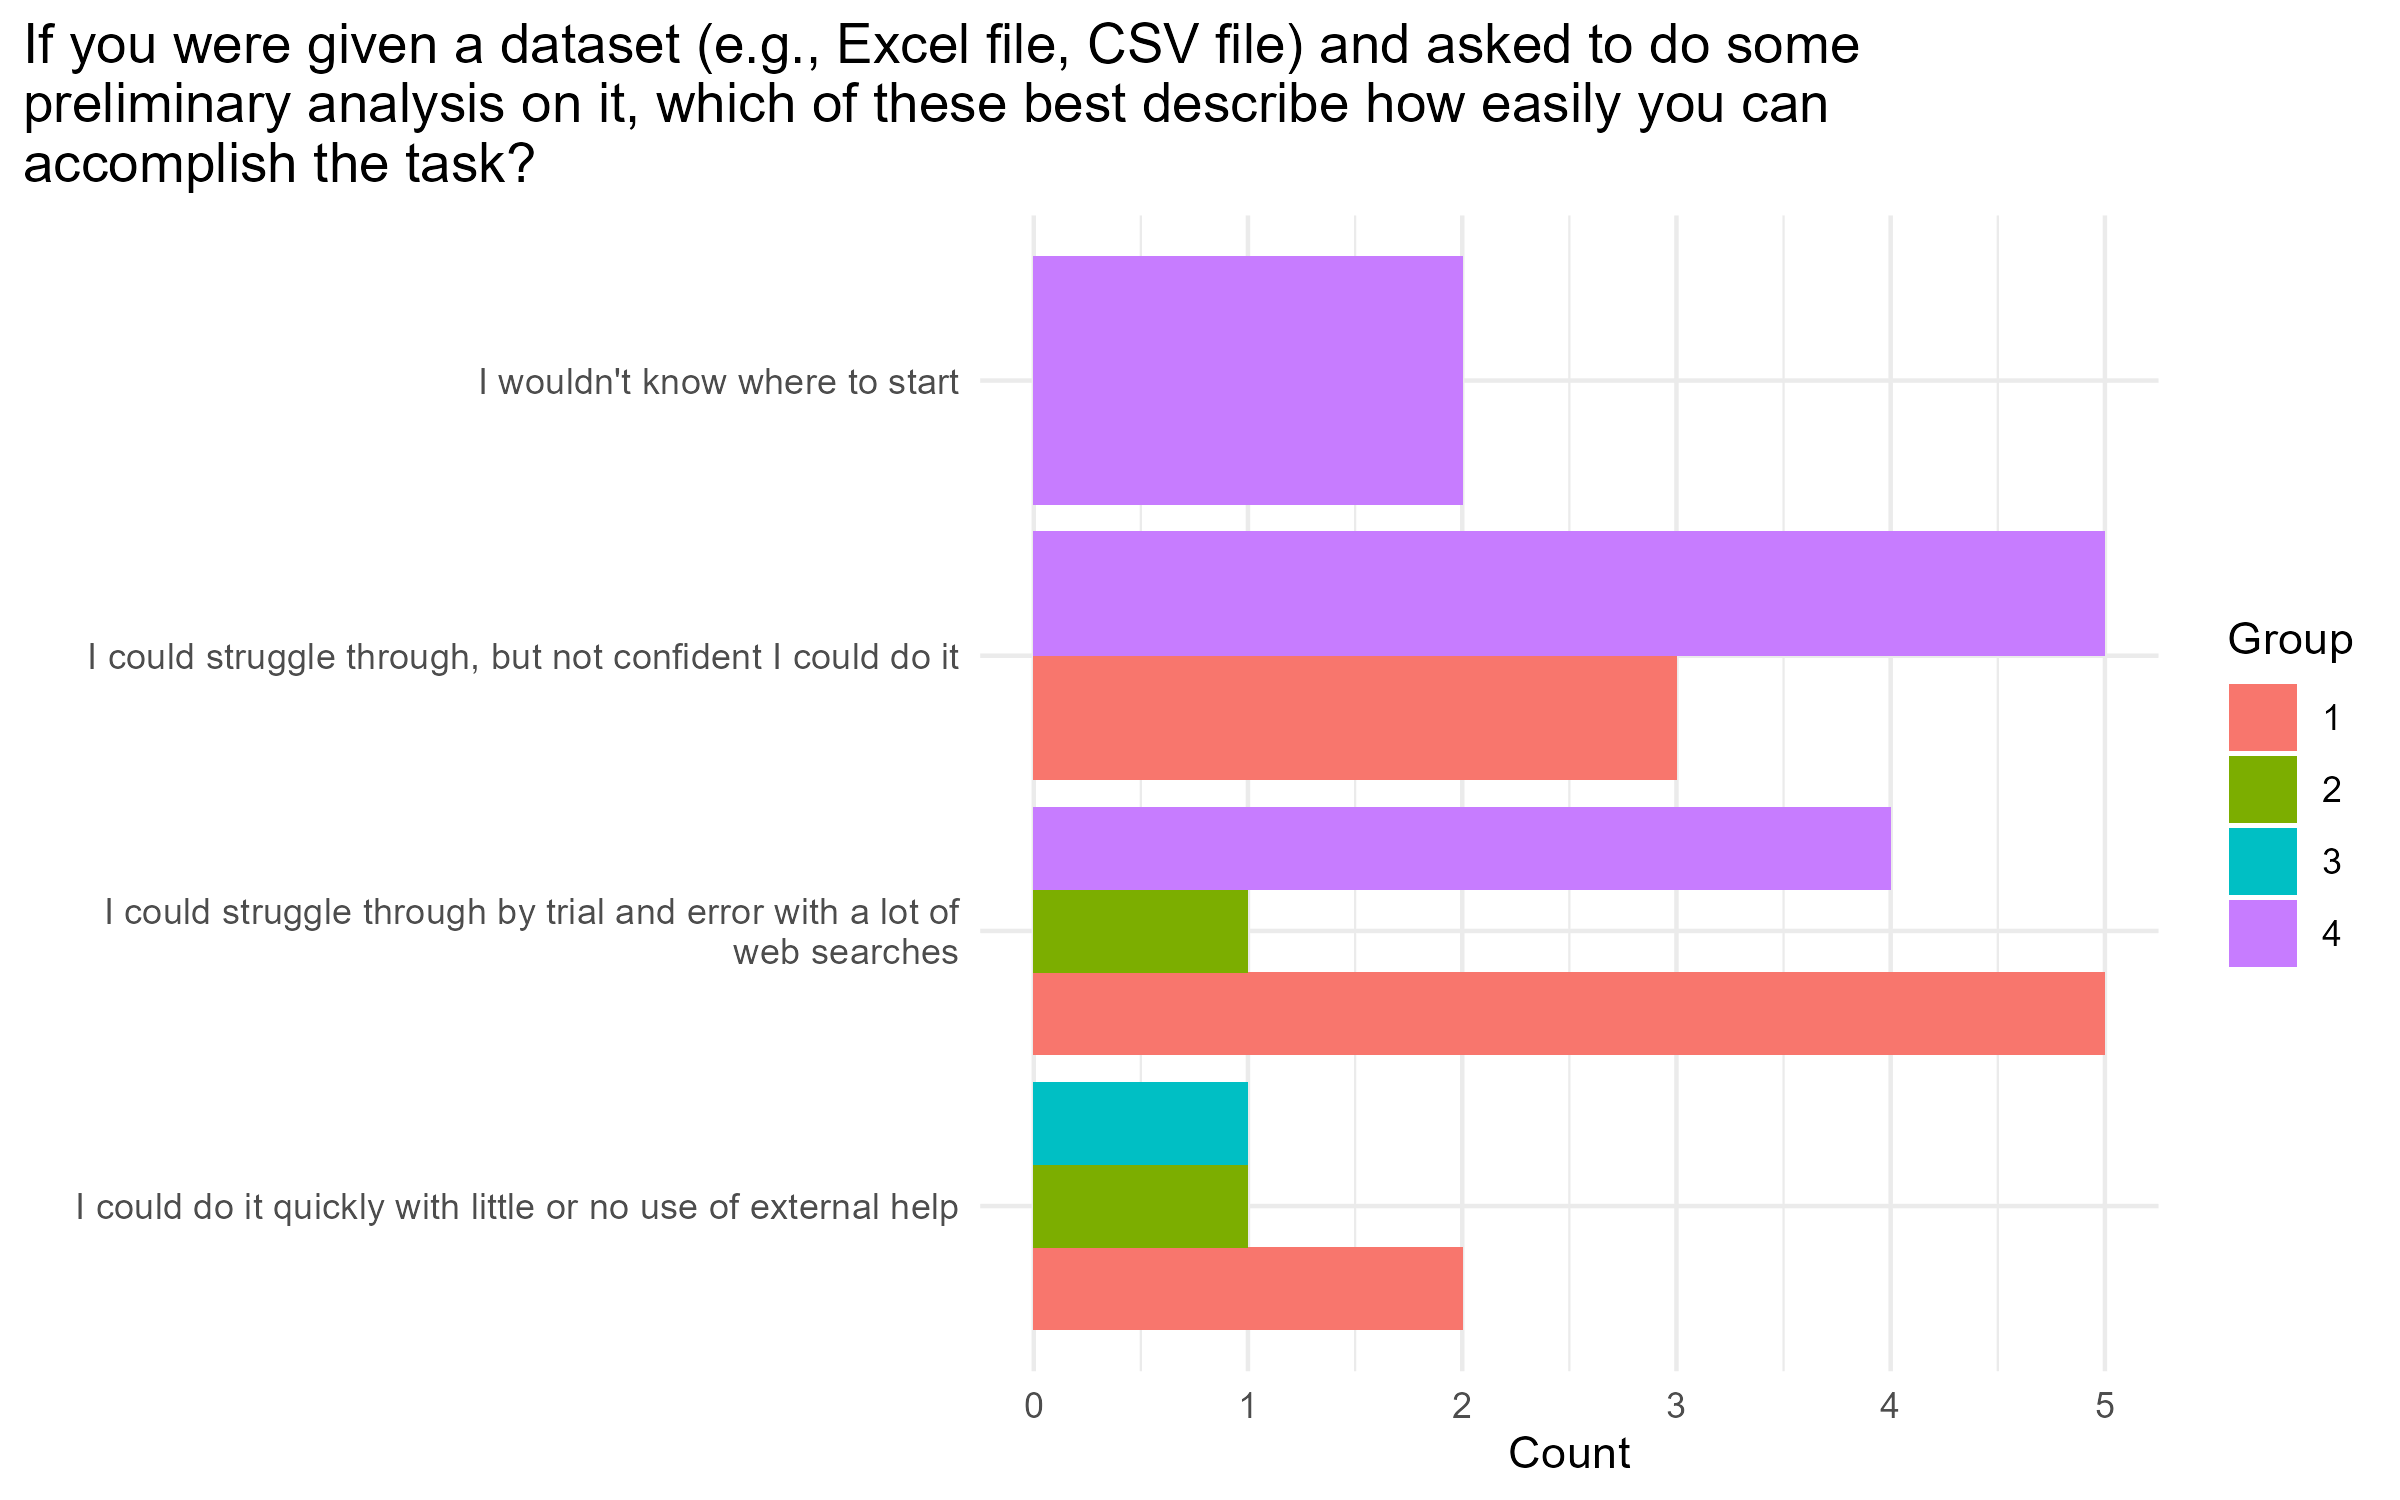 If you were given a dataset (e.g., Excel file, CSV file) and asked to do some
preliminary analysis on it, which of these best describe how easily you can
accomplish the task?
I wouldn't know where to start
I could struggle through, but not confident I could do it
I could struggle through by trial and error with a lot of
web searches
I could do it quickly with little or no use of external help
0 1 2 3 4 5
Count
Group
1
2
3
4